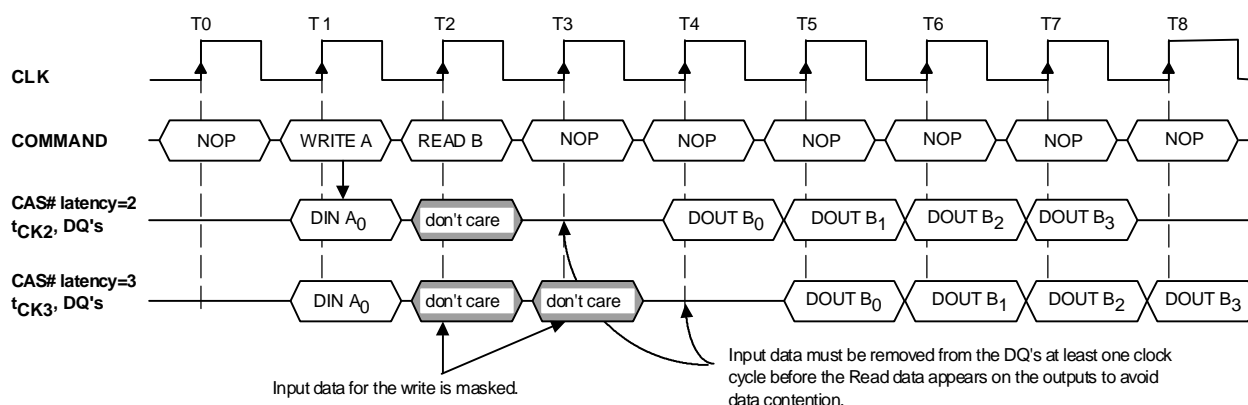 T0 T1 T2 T3 T4 T5 T6 T7 T8
CLK
COMMAND NOP WRITE A READ B NOP NOP NOP NOP NOP NOP
CAS# latency=2
tCK2, DQ's DIN A0 don't care DOUT B0 DOUT B1 DOUT B2 DOUT B3
CAS# latency=3
tCK3, DQ's DIN A0 don't care don't care DOUT B0 DOUT B1 DOUT B2 DOUT B3
Input data for the write is masked.
Input data must be removed from the DQ's at least one clock
cycle before the Read data appears on the outputs to avoid
data contention.